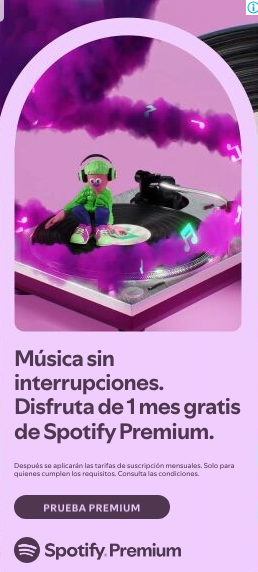 Música sin
interrupciones.
Disfruta de 1 mes gratis
de Spotify Premium.
Después se aplicarán las tarifas de suscripción mensuales. Solo para
quienes cumplen los requisitos. Consulta las condiciones.
PRUEBA PREMIUM
Spotify Premium